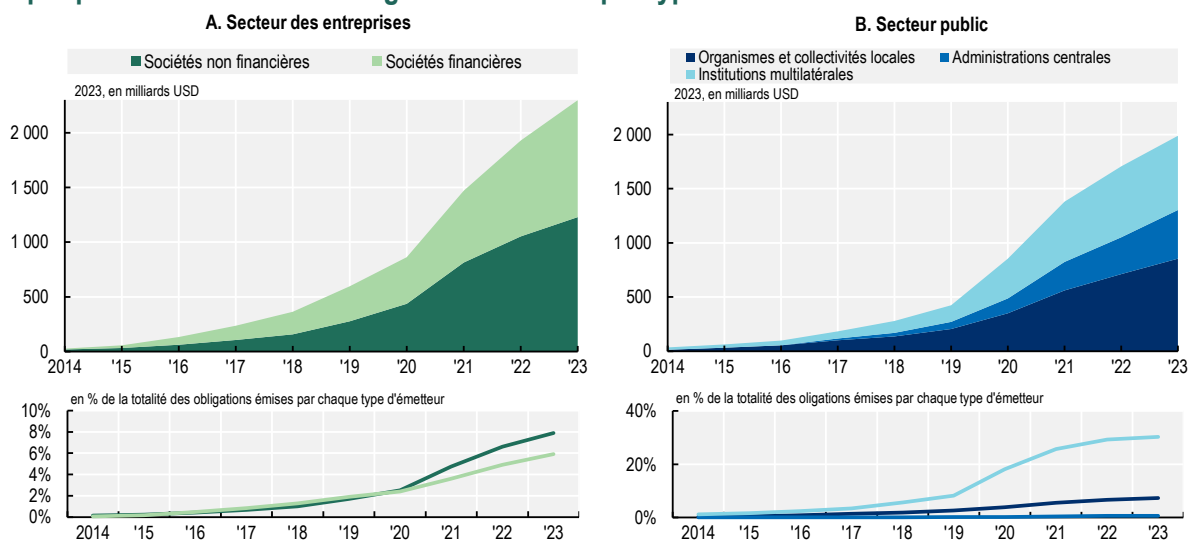 A. Secteur des entreprises
Sociétés non financières
Sociétés financières
2023, en milliards USD
2 000
1 500
1 000
500
0
2014 '15 '16 '17 '18 '19 '20 '21 '22 '23
en % de la totalité des obligations émises par chaque type d'émetteur
10%
8%
6%
4%
2%
0%
2014 '15 '16 '17 '18 '19 '20 '21 '22 '23
B. Secteur public
Organismes et collectivités locales
Administrations centrales
Institutions multilatérales
2023, en milliards USD
2 000
1 500
1 000
500
0
2014 '15 '16 '17 '18 '19 '20 '21 '22 '23
en % de la totalité des oligations émises par chaque type d'émetteur
40%
20%
0%
2014 '15 '16 '17 '18 '19 '20 '21 '22 '23